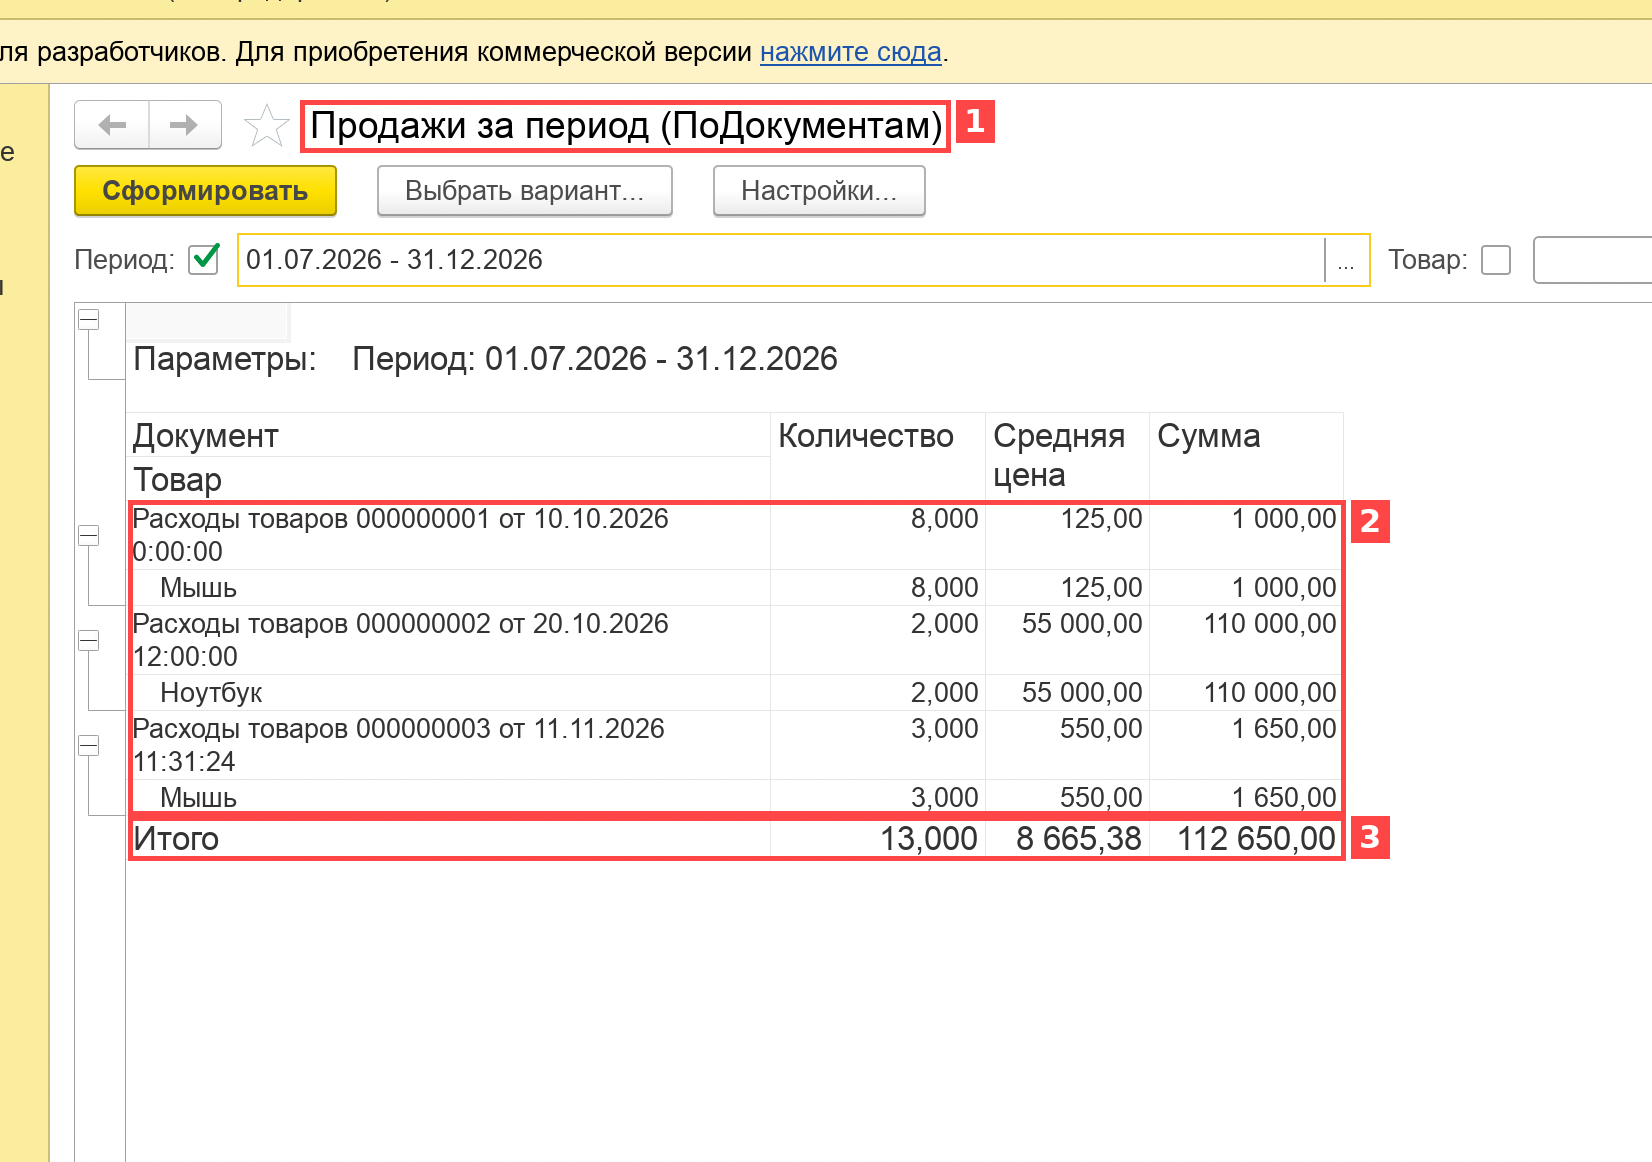 ля разработчиков. Для приобретения коммерческой версии нажмите сюда.
е
Продажи за период (ПоДокументам) 1
Сформировать Выбрать вариант... Настройки...
Период: 01.07.2026 - 31.12.2026 ... Товар:
Параметры: Период: 01.07.2026 - 31.12.2026
Документ Количество Средняя цена Сумма
Товар
Расходы товаров 000000001 от 10.10.2026 8,000 125,00 1 000,00 2
0:00:00
Мышь 8,000 125,00 1 000,00
Расходы товаров 000000002 от 20.10.2026 2,000 55 000,00 110 000,00
12:00:00
Ноутбук 2,000 55 000,00 110 000,00
Расходы товаров 000000003 от 11.11.2026 3,000 550,00 1 650,00
11:31:24
Мышь 3,000 550,00 1 650,00
Итого 13,000 8 665,38 112 650,00 3